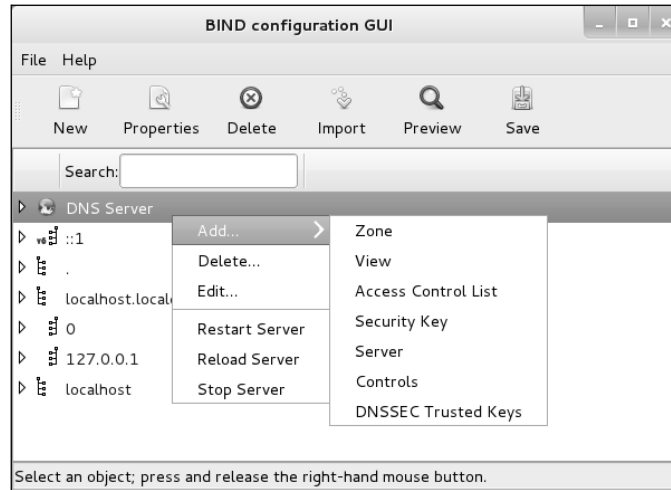 BIND configuration GUI
File Help
New Properties Delete Import Preview Save
Search:
DNS Server
Add... Zone
v6 ::1 View
Delete...
. Access Control List
Edit...
localhost.local Security Key
0 Restart Server Server
127.0.0.1 Reload Server Controls
localhost Stop Server DNSSEC Trusted Keys
Select an object; press and release the right-hand mouse button.